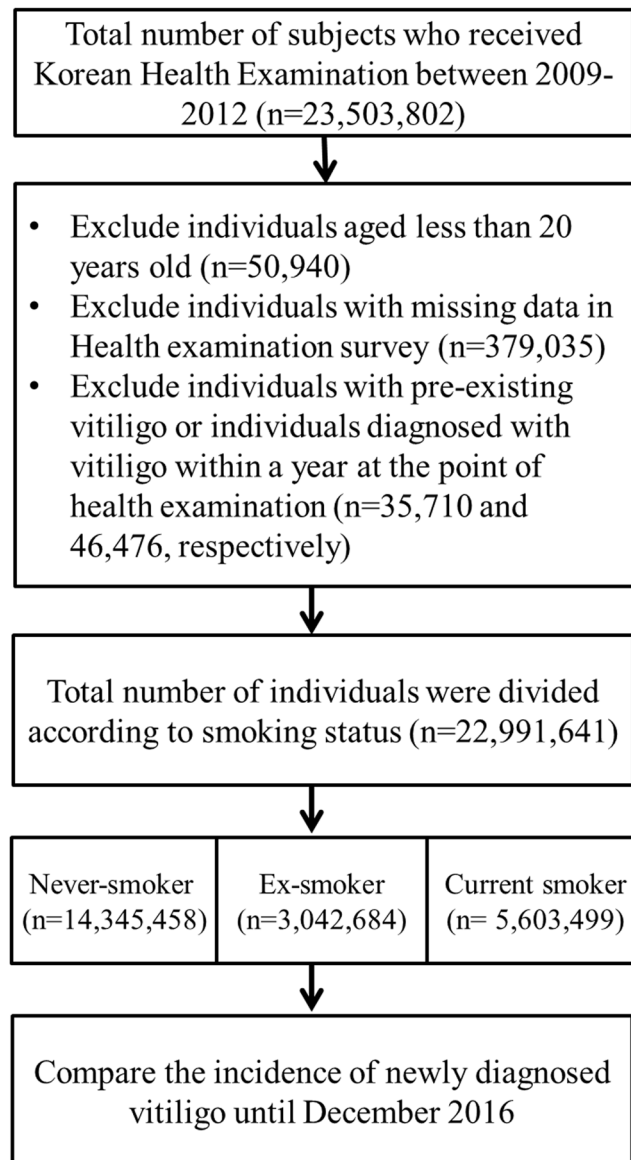 Total number of subjects who received
Korean Health Examination between 2009-
2012 (n=23,503,802)
• Exclude individuals aged less than 20
years old (n=50,940)
• Exclude individuals with missing data in
Health examination survey (n=379,035)
• Exclude individuals with pre-existing
vitiligo or individuals diagnosed with
vitiligo within a year at the point of
health examination (n=35,710 and
46,476, respectively)
Total number of individuals were divided
according to smoking status (n=22,991,641)
Never-smoker
(n=14,345,458)
Ex-smoker
(n=3,042,684)
Current smoker
(n= 5,603,499)
Compare the incidence of newly diagnosed
vitiligo until December 2016